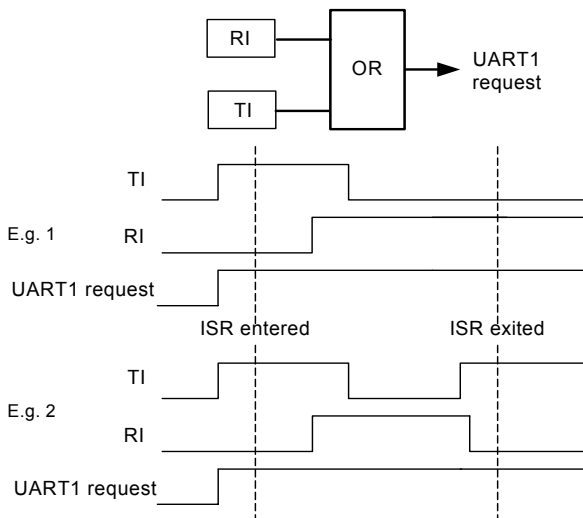 RI
OR
UART1
request
TI
TI
E.g. 1
RI
UART1 request
ISR entered
ISR exited
TI
E.g. 2
RI
UART1 request